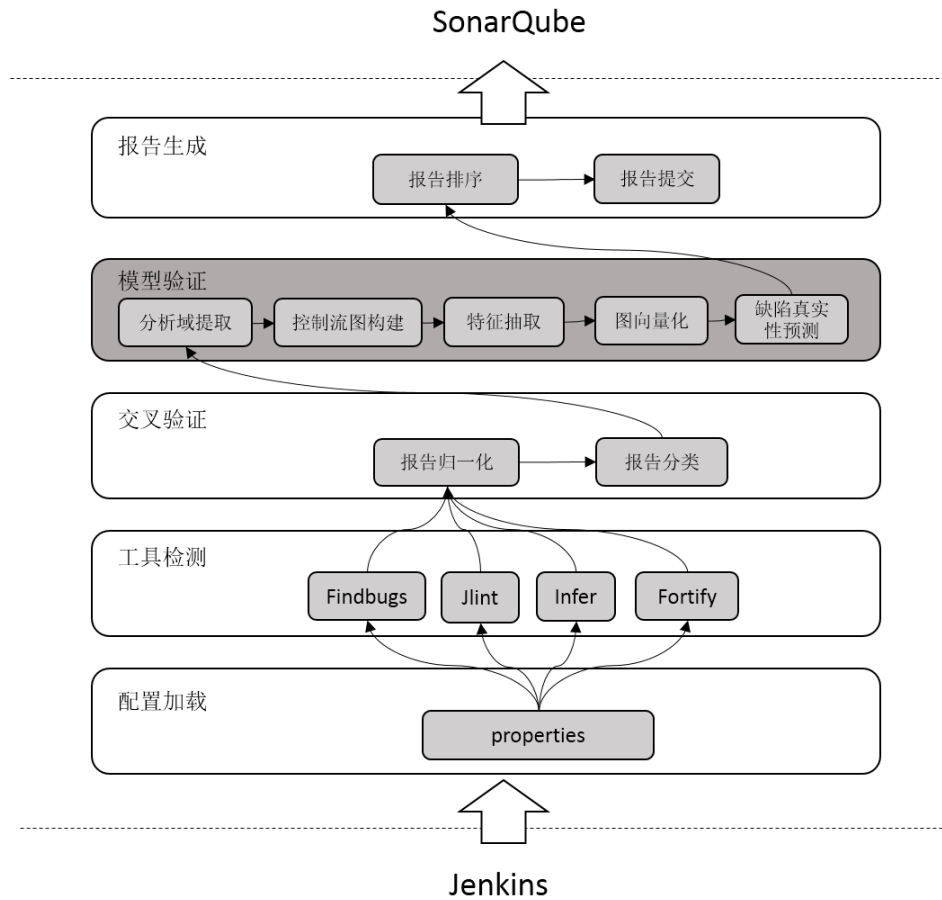 SonarQube
报告生成
报告排序
报告提交
模型验证
分析域提取
控制流图构建
特征抽取
图向量化
缺陷真实
性预测
交叉验证
报告归一化
报告分类
工具检测
Findbugs
Jlint
Infer
Fortify
配置加载
properties
Jenkins